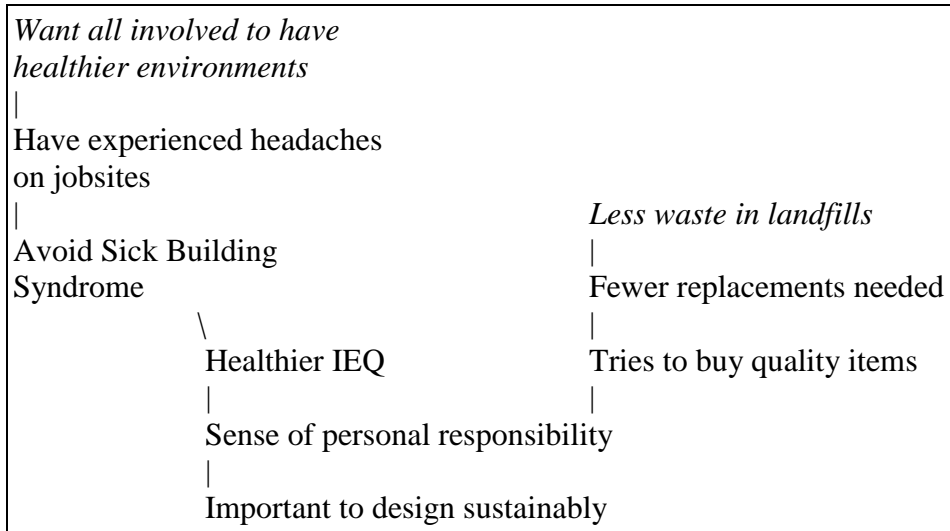 Want all involved to have
healthier environments
|
Have experienced headaches
on jobsites
|
Less waste in landfills
Avoid Sick Building
|
Syndrome
Fewer replacements needed
\
|
Healthier IEQ
Tries to buy quality items
|
|
Sense of personal responsibility
|
Important to design sustainably